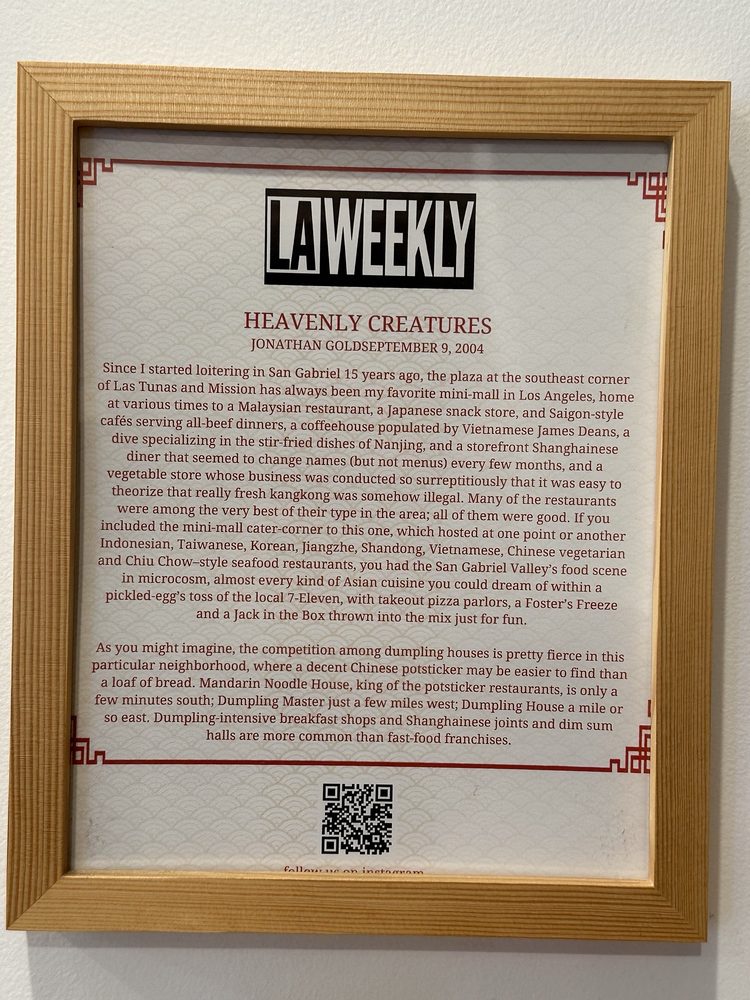 LA WEEKLY
HEAVENLY CREATURES
JONATHAN GOLDSEPTEMBER 9, 2004
Since I started loitering in San Gabriel 15 years ago, the plaza at the southeast corner
of Las Tunas and Mission has always been my favorite mini-mall in Los Angeles, home
at various times to a Malaysian restaurant, a Japanese snack store, and Saigon-style
cafés serving all-beef dinners, a coffeehouse populated by Vietnamese James Deans, a
dive specializing in the stir-fried dishes of Nanjing, and a storefront Shanghainese
diner that seemed to change names (but not menus) every few months, and a
vegetable store whose business was conducted so surreptitiously that it was easy to
theorize that really fresh kangkong was somehow illegal. Many of the restaurants
were among the very best of their type in the area; all of them were good. If you
included the mini-mall cater-corner to this one, which hosted at one point or another
Indonesian, Taiwanese, Korean, Jiangzhe, Shandong, Vietnamese, Chinese vegetarian
and Chiu Chow–style seafood restaurants, you had the San Gabriel Valley's food scene
in microcosm, almost every kind of Asian cuisine you could dream of within a
pickled-egg's toss of the local 7-Eleven, with takeout pizza parlors, a Foster's Freeze
and a Jack in the Box thrown into the mix just for fun.
As you might imagine, the competition among dumpling houses is pretty fierce in this
particular neighborhood, where a decent Chinese potsticker may be easier to find than
a loaf of bread. Mandarin Noodle House, king of the potsticker restaurants, is only a
few minutes south; Dumpling Master just a few miles west; Dumpling House a mile or
so east. Dumpling-intensive breakfast shops and Shanghainese joints and dim sum
halls are more common than fast-food franchises.
follow us on instagram